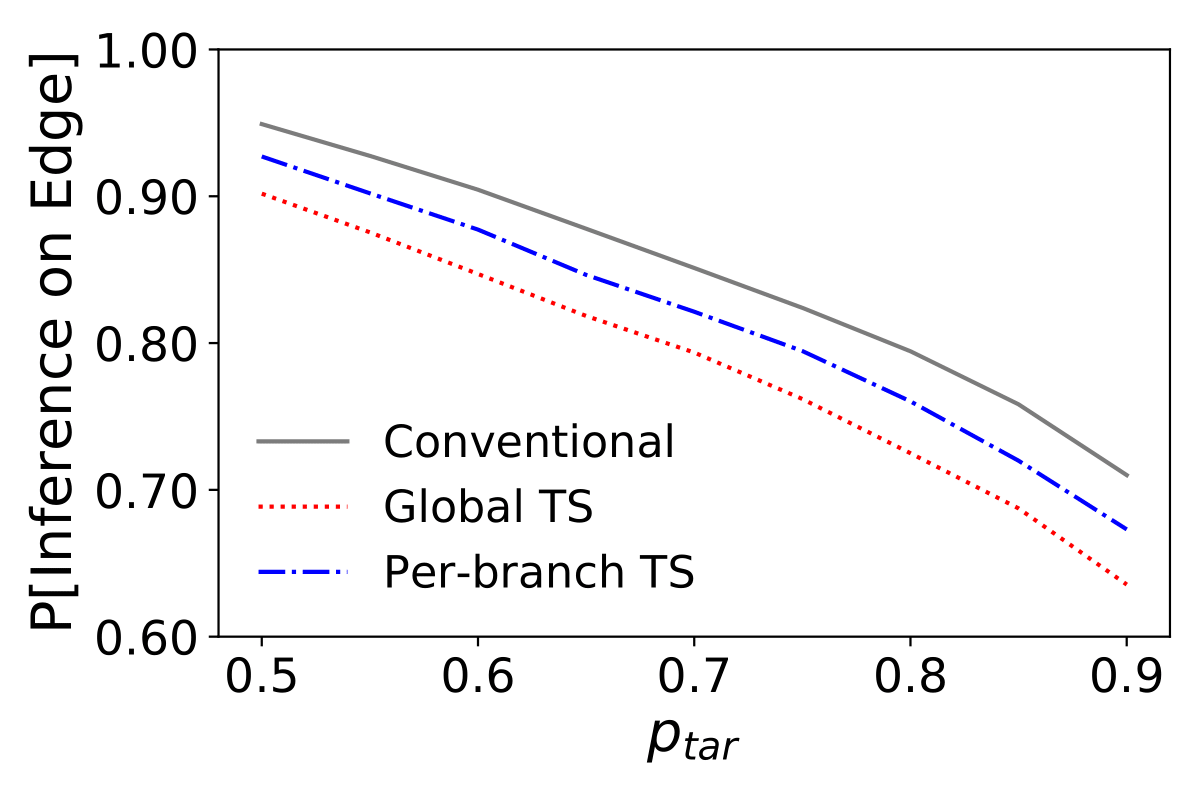 P[Inference on Edge]
1.00
0.90
0.80
0.70
0.60
Conventional
Global TS
Per-branch TS
0.5 0.6 0.7 0.8 0.9
p_tar